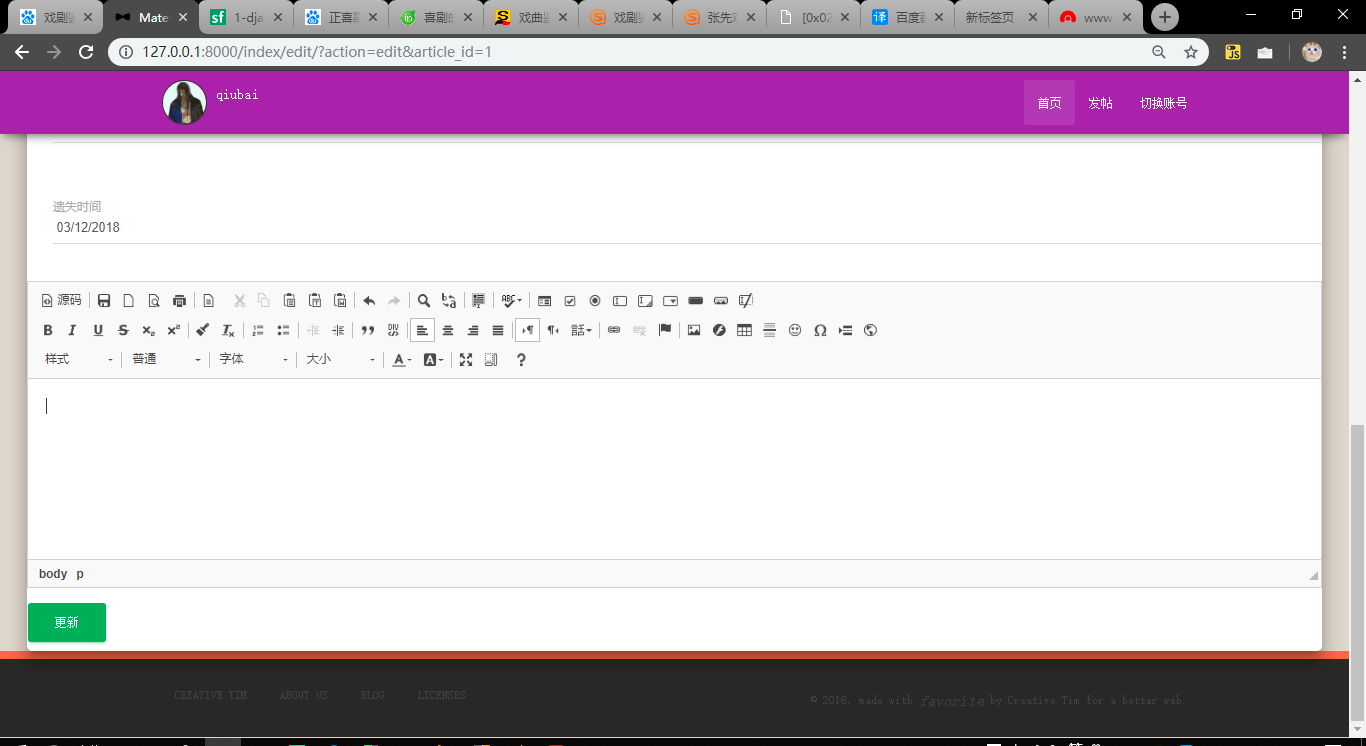 戏剧 Mate 1-dja 正喜 喜剧的 戏曲 戏剧 张先 [0x02 百度 新标签页 www
127.0.0.1:8000/index/edit/?action=edit&article_id=1
qiubai 首页 发帖 切换账号
遗失时间
03/12/2018
源码
样式 普通 字体 大小
body p
更新
CREATIVE TIM ABOUT US BLOG LICENSES
© 2016, made with favorite by Creative Tim for a better web.